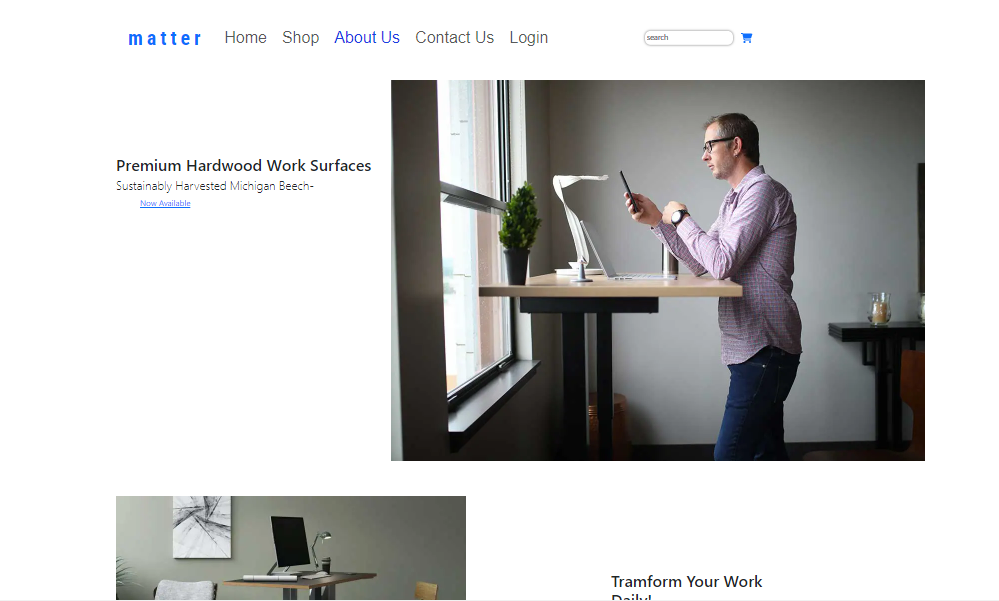 matter Home Shop About Us Contact Us Login search
Premium Hardwood Work Surfaces
Sustainably Harvested Michigan Beech-
Now Available
Tramform Your Work
Daily!